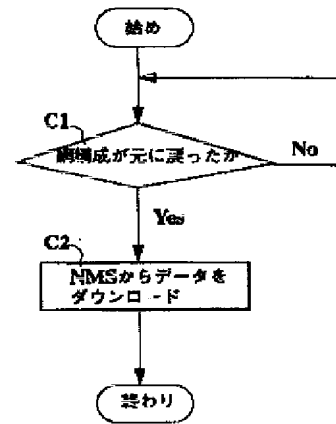 始め
C1
網構成が元に戻ったか
No
Yes
C2
NMSからデータを
ダウンロード
終わり